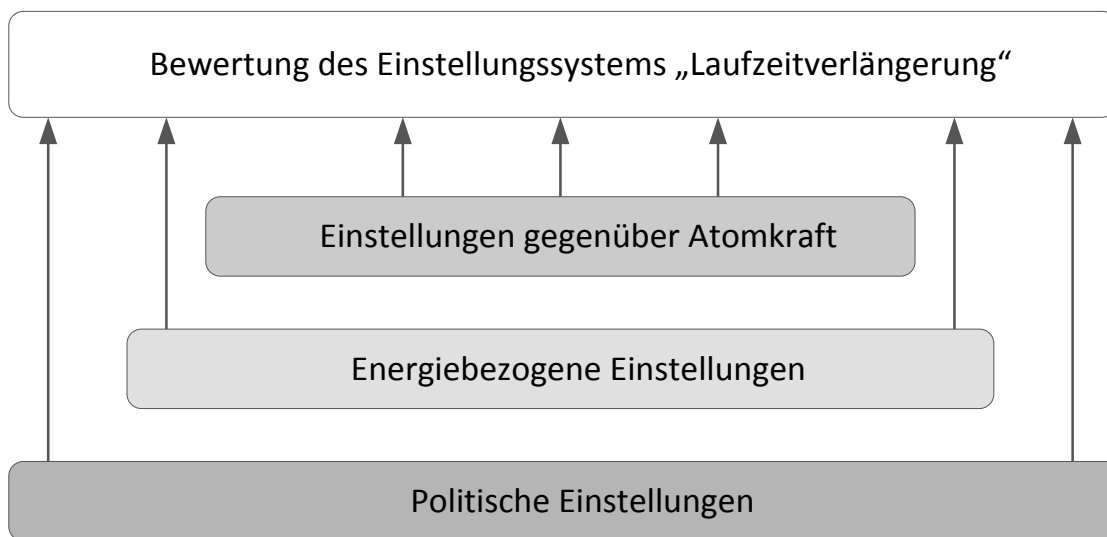 Bewertung des Einstellungssystems „Laufzeitverlängerung“
Einstellungen gegenüber Atomkraft
Energiebezogene Einstellungen
Politische Einstellungen